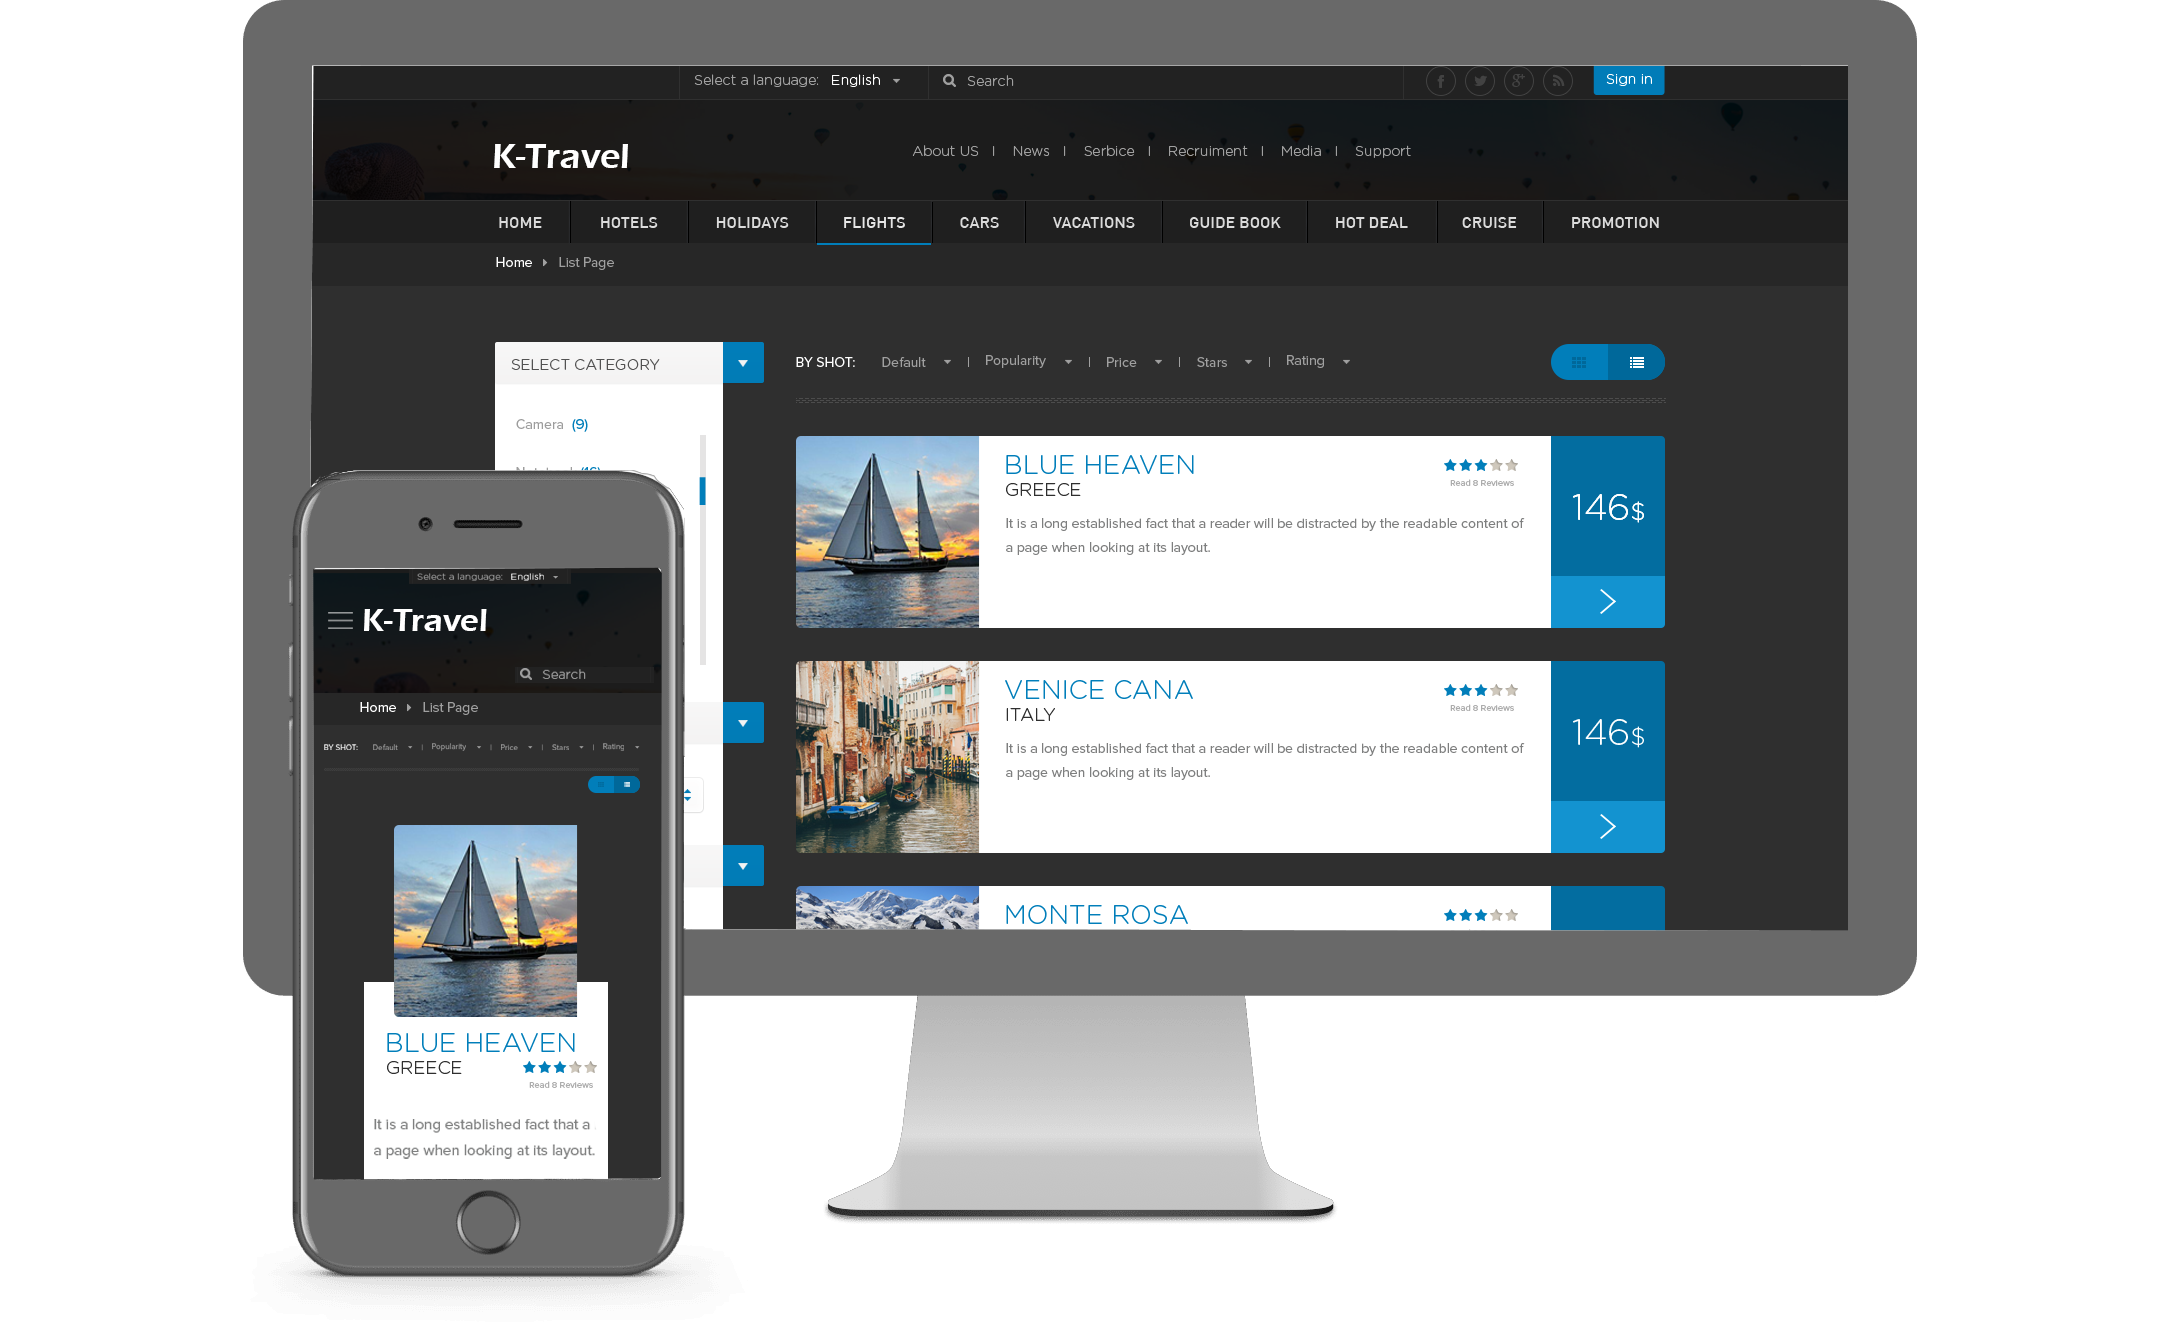 Select a language: English
Search
Sign in
K-Travel
About US | News | Serbice | Recruiment | Media | Support
HOME HOTELS HOLIDAYS FLIGHTS CARS VACATIONS GUIDE BOOK HOT DEAL CRUISE PROMOTION
Home List Page
SELECT CATEGORY
Camera (9)
BY SHOT: Default | Popularity | Price | Stars | Rating
BLUE HEAVEN
GREECE
Read 8 Reviews
It is a long established fact that a reader will be distracted by the readable content of
a page when looking at its layout.
146$
VENICE CANA
ITALY
Read 8 Reviews
It is a long established fact that a reader will be distracted by the readable content of
a page when looking at its layout.
146$
MONTE ROSA
Select a language: English
K-Travel
Search
Home List Page
BY SHOT: Default | Popularity | Price | Stars | Rating
BLUE HEAVEN
GREECE
Read 8 Reviews
It is a long established fact that a
a page when looking at its layout.